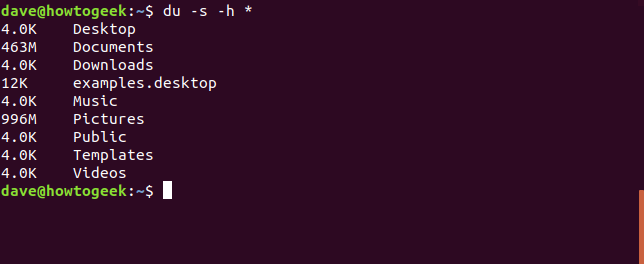 dave@howtogeek:~$ du -s -h *
4.0K    Desktop
463M    Documents
4.0K    Downloads
12K     examples.desktop
4.0K    Music
996M    Pictures
4.0K    Public
4.0K    Templates
4.0K    Videos
dave@howtogeek:~$